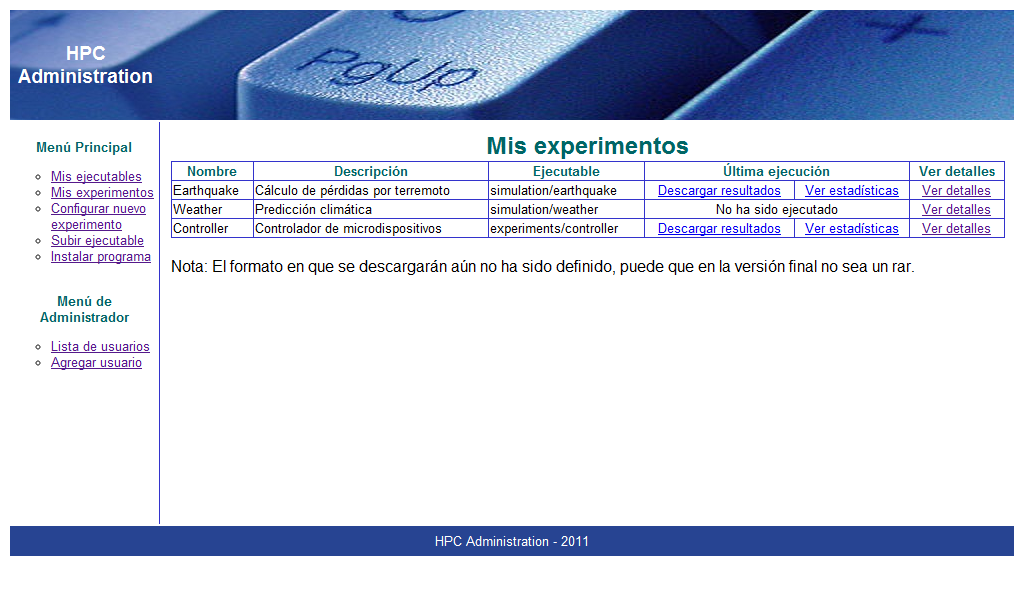 HPC
Administration
PgUp
Menú Principal
Mis ejecutables
Mis experimentos
Configurar nuevo
experimento
Subir ejecutable
Instalar programa
Menú de
Administrador
Lista de usuarios
Agregar usuario
Mis experimentos
Nombre Descripción Ejecutable Última ejecución Ver detalles
Earthquake Cálculo de pérdidas por terremoto simulation/earthquake Descargar resultados Ver estadísticas Ver detalles
Weather Predicción climática simulation/weather No ha sido ejecutado Ver detalles
Controller Controlador de microdispositivos experiments/controller Descargar resultados Ver estadísticas Ver detalles
Nota: El formato en que se descargarán aún no ha sido definido, puede que en la versión final no sea un rar.
HPC Administration - 2011